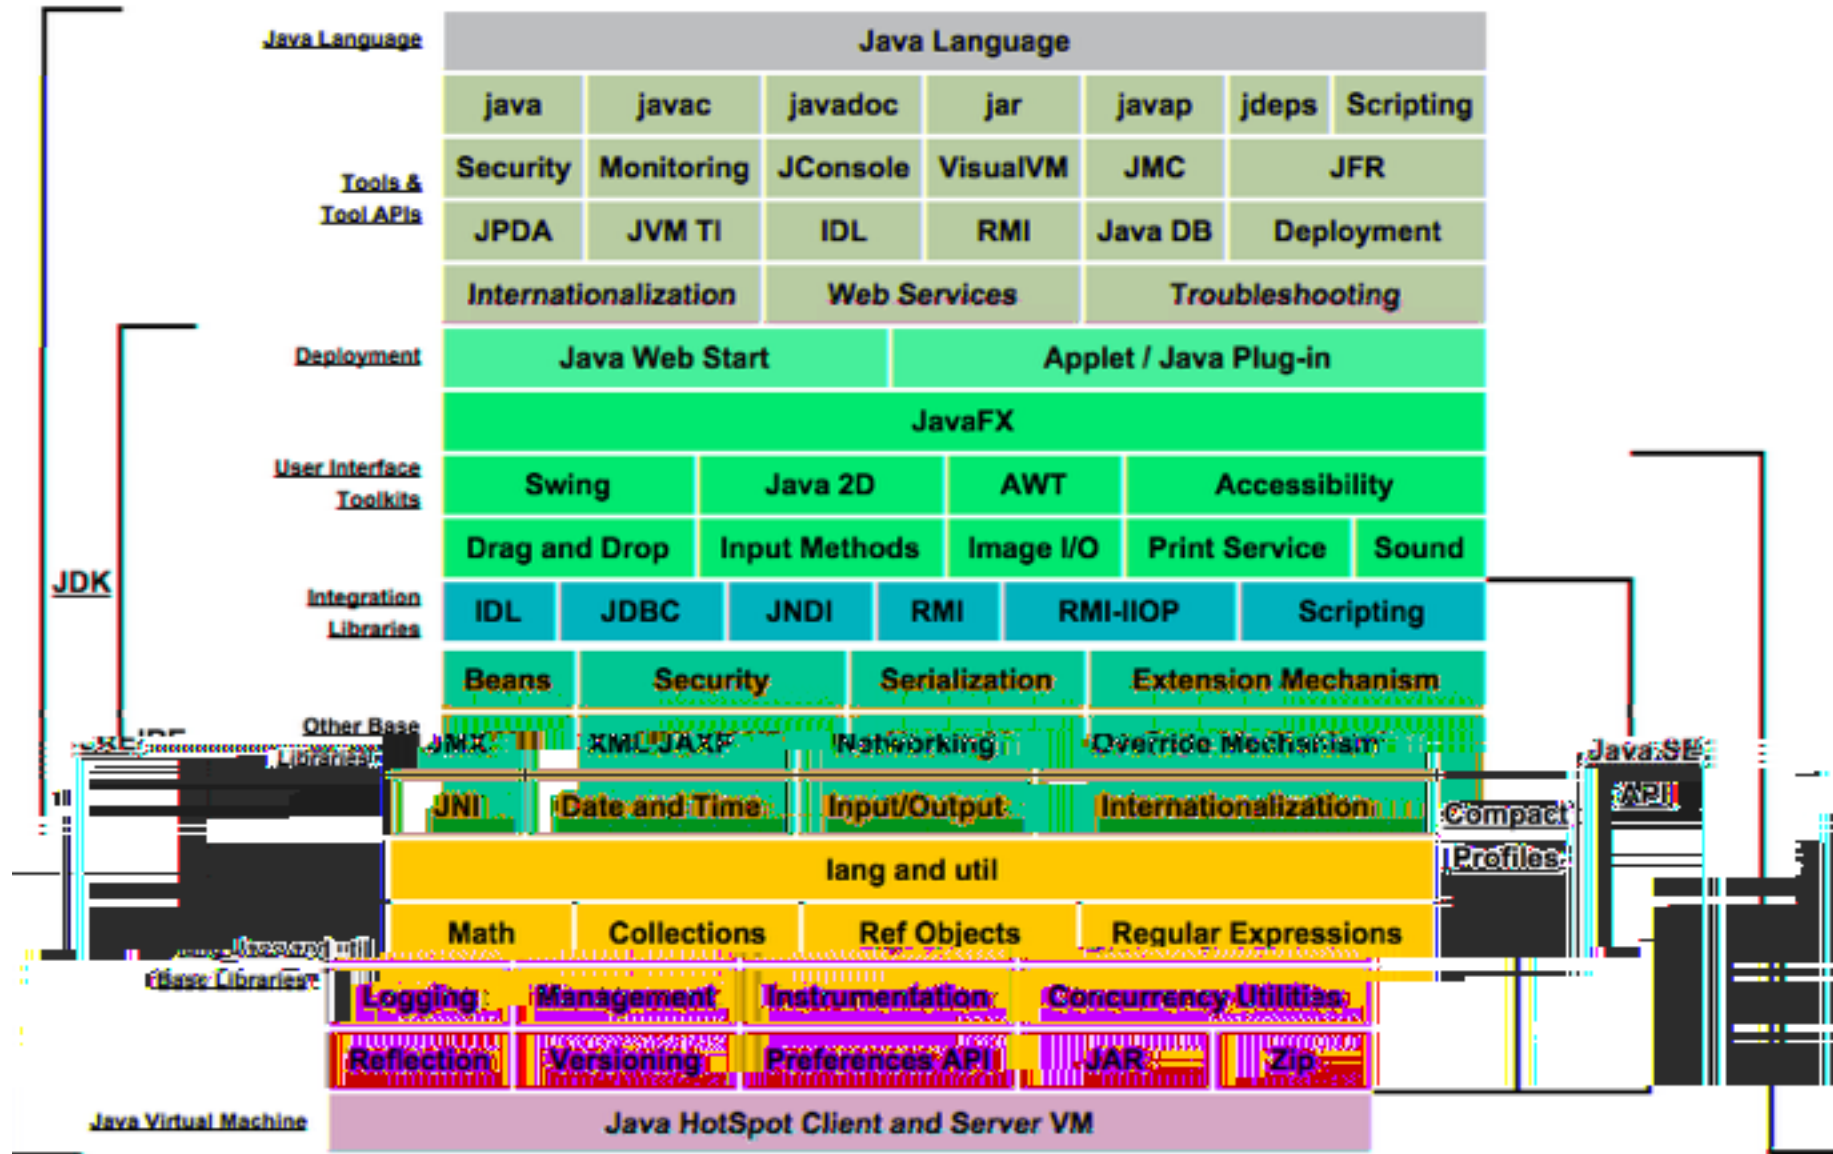 Java Language Java Language
java javac javadoc jar javap jdeps Scripting
Security Monitoring JConsole VisualVM JMC JFR
Tools &
Tool APIs
JPDA JVM TI IDL RMI Java DB Deployment
Internationalization Web Services Troubleshooting
Deployment Java Web Start Applet / Java Plug-in
JavaFX
User Interface
Toolkits
Swing Java 2D AWT Accessibility
Drag and Drop Input Methods Image I/O Print Service Sound
JDK
Integration
Libraries
IDL JDBC JNDI RMI RMI-IIOP Scripting
Beans Security Serialization Extension Mechanism
Other Base
Libraries
JMX XML JAXP Networking Override Mechanism
Java SE
API
JNI Date and Time Input/Output Internationalization
Compact
Profiles
lang and util
Math Collections Ref Objects Regular Expressions
lang and util
Base Libraries
Logging Management Instrumentation Concurrency Utilities
Reflection Versioning Preferences API JAR Zip
Java Virtual Machine Java HotSpot Client and Server VM